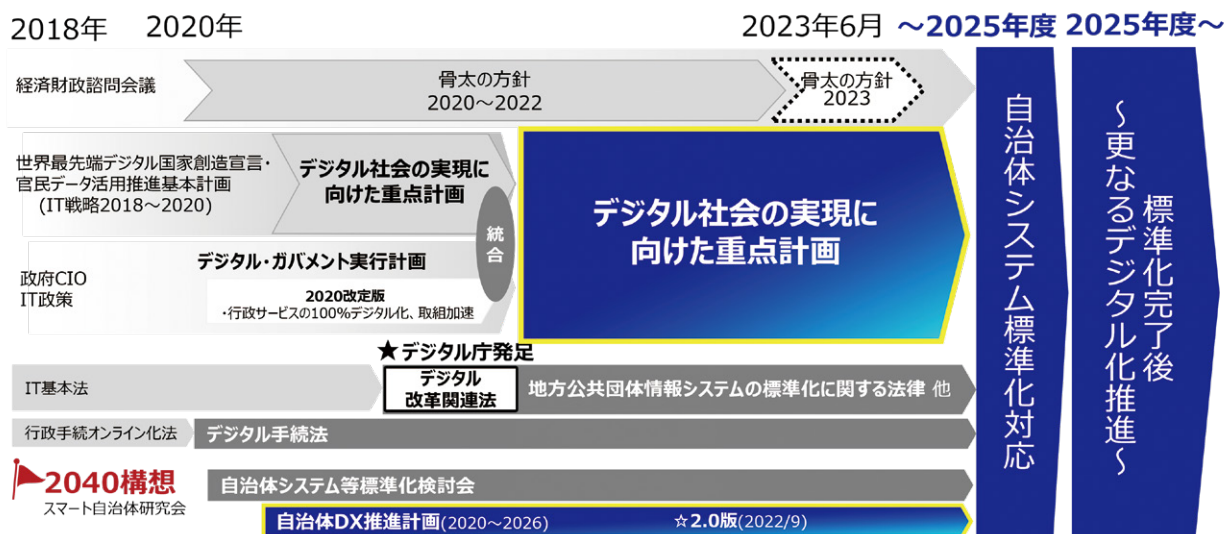 2018年 2020年 2023年6月 ～2025年度 2025年度～
経済財政諮問会議
骨太の方針
2020～2022
骨太の方針
2023
世界最先端デジタル国家創造宣言・
官民データ活用推進基本計画
(IT戦略2018～2020)
デジタル社会の実現に
向けた重点計画
政府CIO
IT政策
デジタル・ガバメント実行計画
2020改定版
・行政サービスの100%デジタル化、取組加速
統合
デジタル社会の実現に
向けた重点計画
★デジタル庁発足
IT基本法
デジタル
改革関連法
地方公共団体情報システムの標準化に関する法律 他
行政手続オンライン化法
デジタル手続法
2040構想
スマート自治体研究会
自治体システム等標準化検討会
自治体DX推進計画(2020～2026) ☆2.0版(2022/9)
自治体システム標準化対応
標準化完了後
～更なるデジタル化推進～